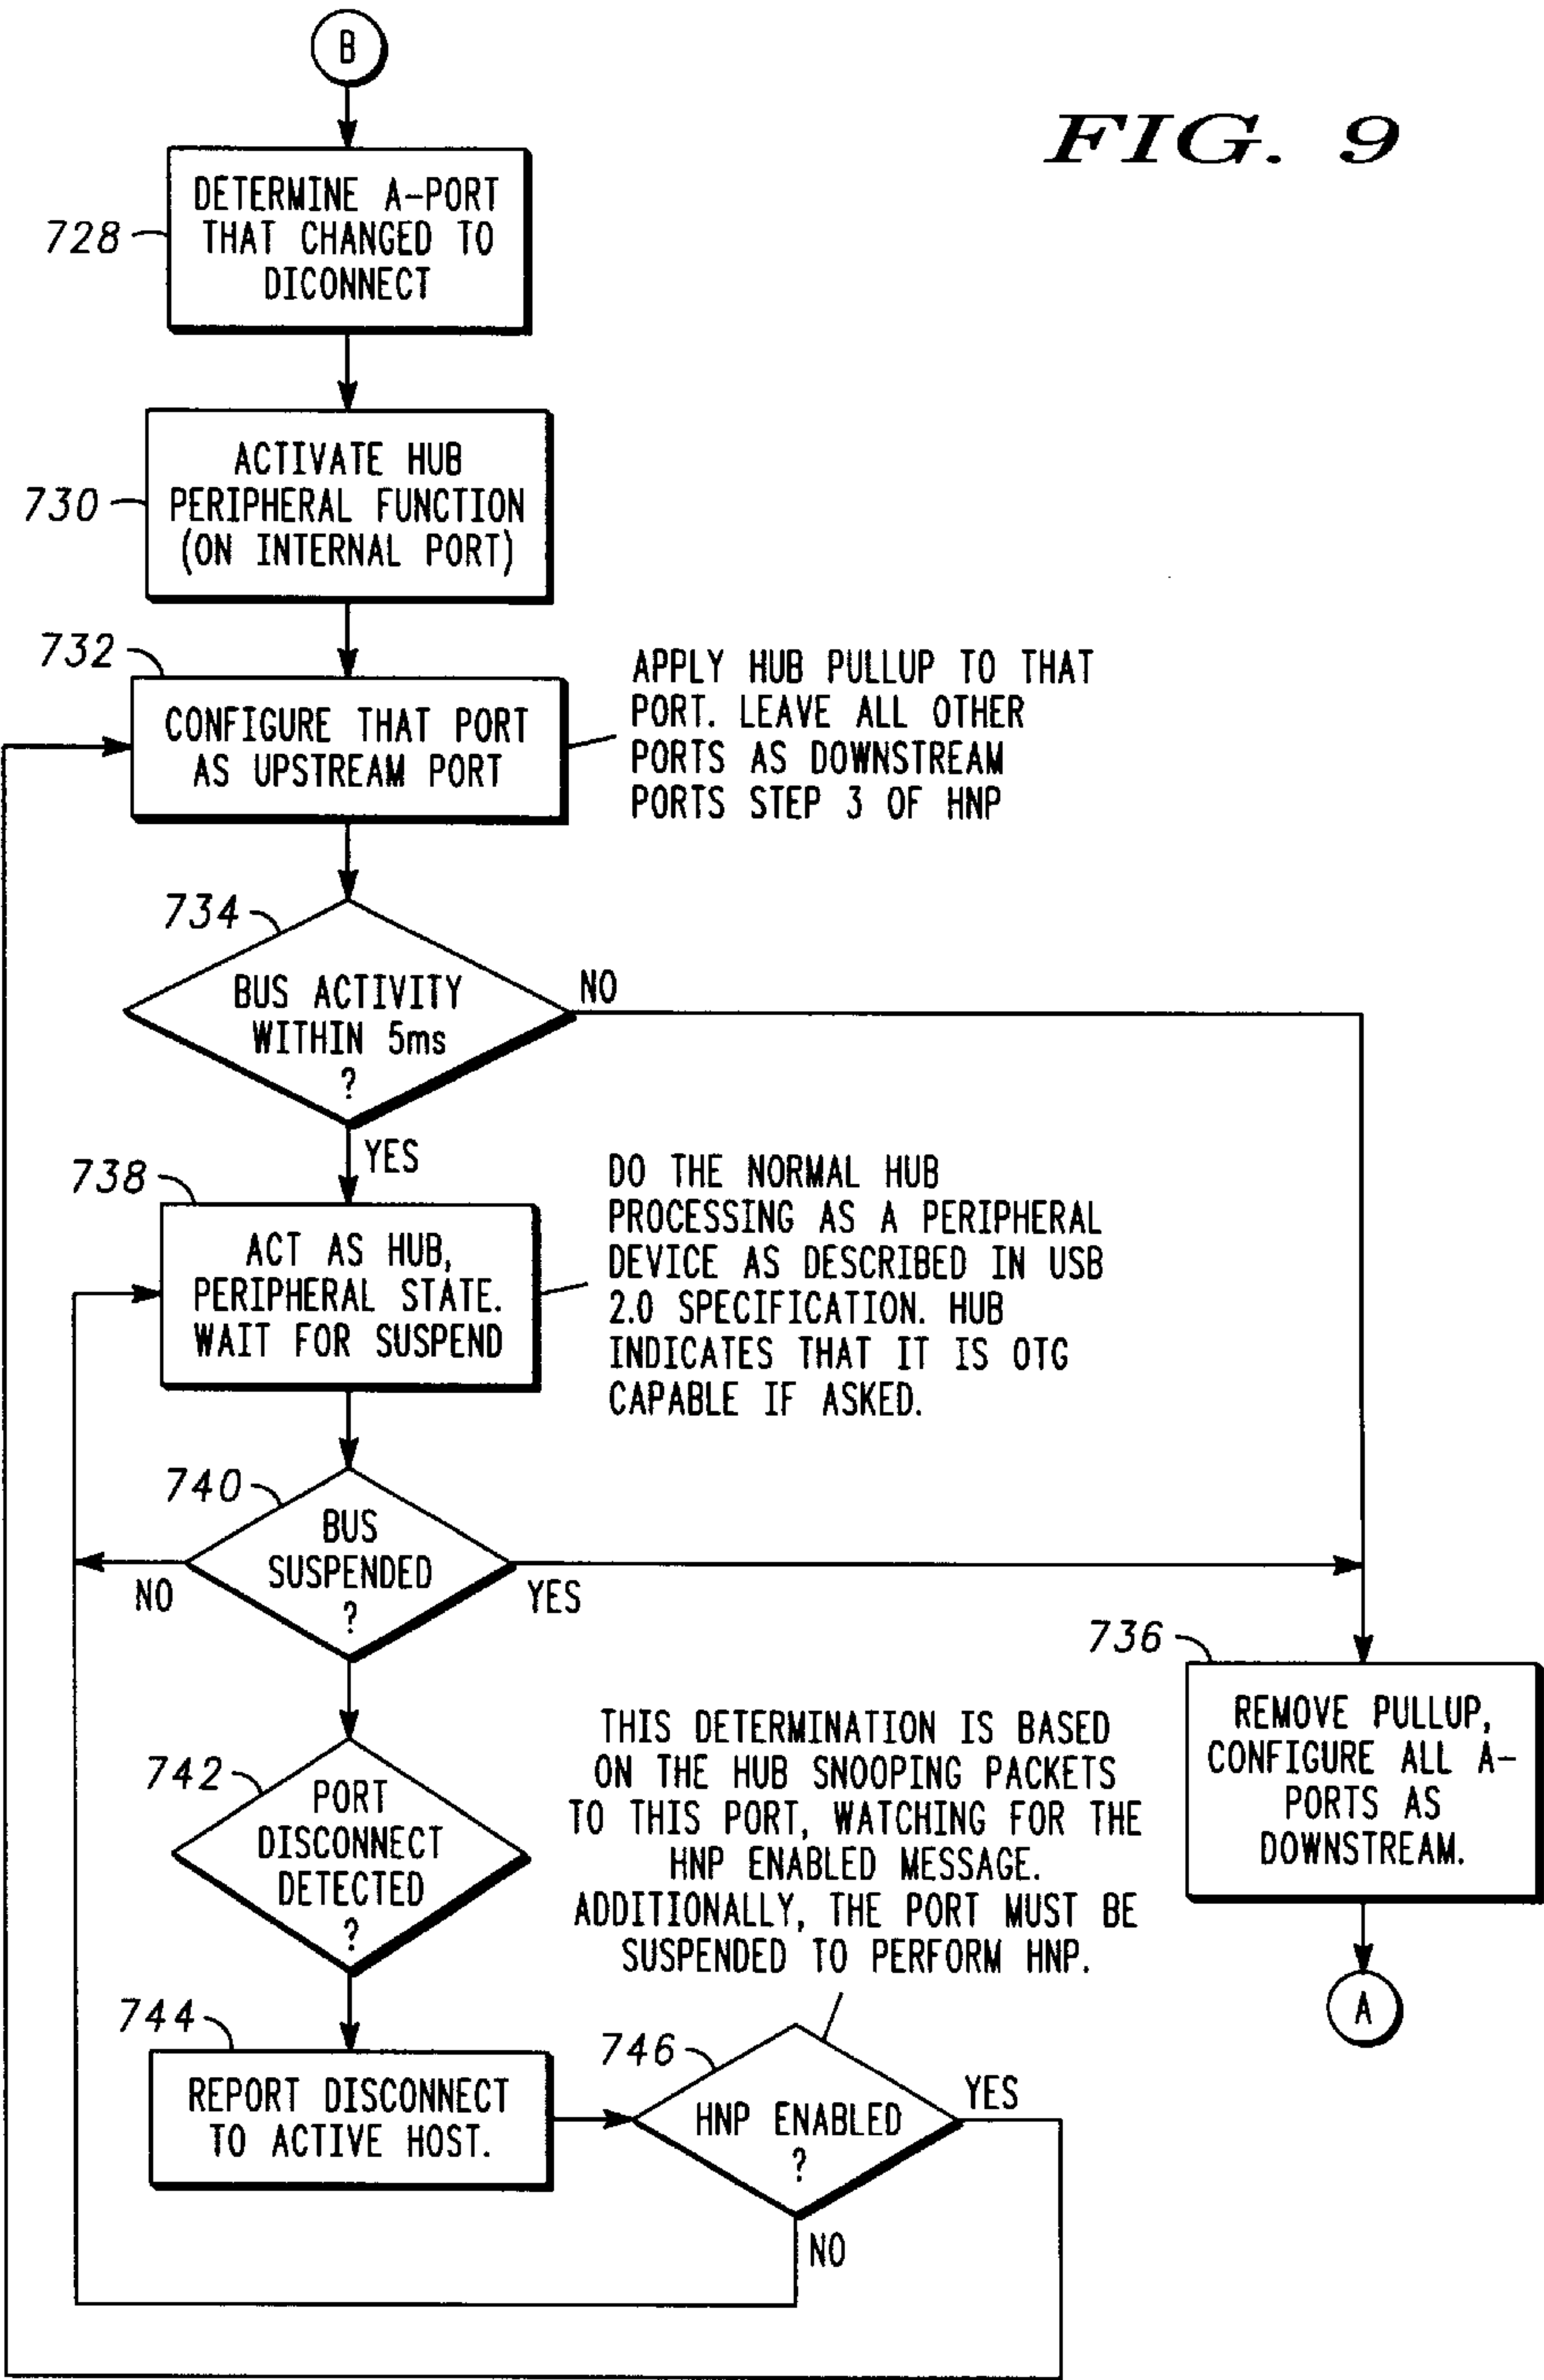 B
FIG. 9
728
DETERMINE A-PORT
THAT CHANGED TO
DICONNECT
730
ACTIVATE HUB
PERIPHERAL FUNCTION
(ON INTERNAL PORT)
732
CONFIGURE THAT PORT
AS UPSTREAM PORT
APPLY HUB PULLUP TO THAT
PORT. LEAVE ALL OTHER
PORTS AS DOWNSTREAM
PORTS STEP 3 OF HNP
734
BUS ACTIVITY
WITHIN 5ms
?
NO
YES
738
ACT AS HUB,
PERIPHERAL STATE.
WAIT FOR SUSPEND
DO THE NORMAL HUB
PROCESSING AS A PERIPHERAL
DEVICE AS DESCRIBED IN USB
2.0 SPECIFICATION. HUB
INDICATES THAT IT IS OTG
CAPABLE IF ASKED.
740
BUS
SUSPENDED
?
NO
YES
736
REMOVE PULLUP,
CONFIGURE ALL A-
PORTS AS
DOWNSTREAM.
A
742
PORT
DISCONNECT
DETECTED
?
THIS DETERMINATION IS BASED
ON THE HUB SNOOPING PACKETS
TO THIS PORT, WATCHING FOR THE
HNP ENABLED MESSAGE.
ADDITIONALLY, THE PORT MUST BE
SUSPENDED TO PERFORM HNP.
744
REPORT DISCONNECT
TO ACTIVE HOST.
746
HNP ENABLED
?
YES
NO